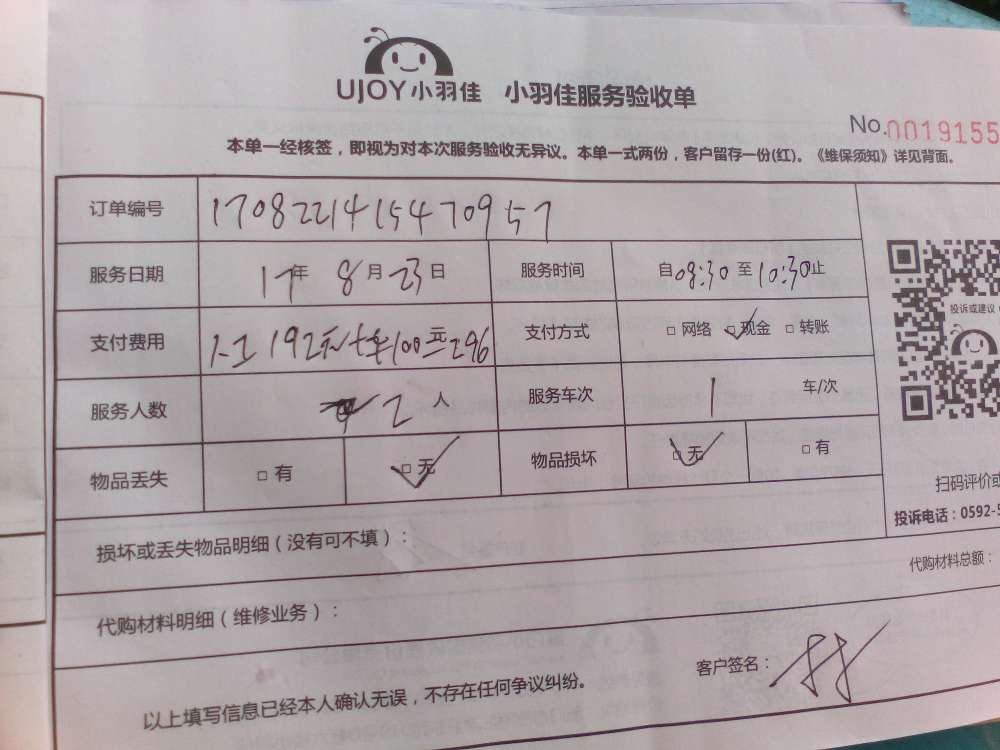 UJOY小羽佳 小羽佳服务验收单
No.0019155
本单一经核签，即视为对本次服务验收无异议。本单一式两份，客户留存一份(红)。《维保须知》详见背面。
订单编号 1708221415470957
服务日期 17年 8月23日 服务时间 自08:30至10:30止
支付费用 人工192元 车100 296 支付方式 □网络 □现金 □转账
服务人数 2人 服务车次 1 车/次
物品丢失 □有 □无 物品损坏 □无 □有
投诉或建议
扫码评价或
投诉电话：0592-5
损坏或丢失物品明细（没有可不填）：
代购材料总额：
代购材料明细（维修业务）：
客户签名：
以上填写信息已经本人确认无误，不存在任何争议纠纷。